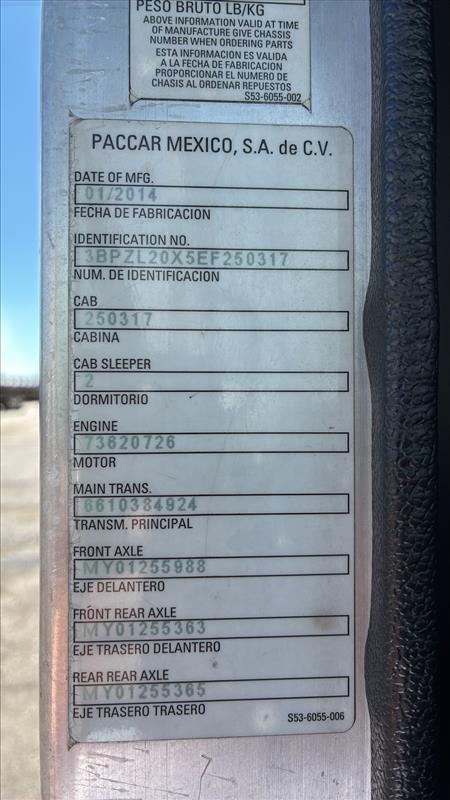 PESO BRUTO LB/KG
ABOVE INFORMATION VALID AT TIME
OF MANUFACTURE GIVE CHASSIS
NUMBER WHEN ORDERING PARTS
ESTA INFORMACION ES VALIDA
A LA FECHA DE FABRICACION
PROPORCIONAR EL NUMERO DE
CHASIS AL ORDENAR REPUESTOS
S53-6055-002
PACCAR MEXICO, S.A. de C.V.
DATE OF MFG.
01/2014
FECHA DE FABRICACION
IDENTIFICATION NO.
3BPZL20X5EF250317
NUM. DE IDENTIFICACION
CAB
250317
CABINA
CAB SLEEPER
2
DORMITORIO
ENGINE
73620726
MOTOR
MAIN TRANS.
6610384924
TRANSM. PRINCIPAL
FRONT AXLE
MY01255988
EJE DELANTERO
FRONT REAR AXLE
MY01255363
EJE TRASERO DELANTERO
REAR REAR AXLE
MY01255365
EJE TRASERO TRASERO
S53-6055-006